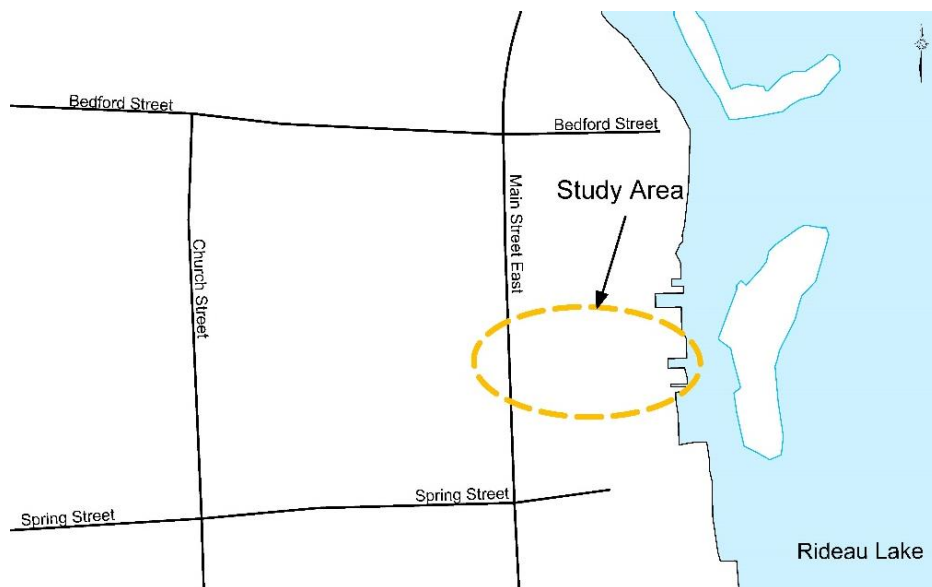 Bedford Street
Bedford Street
Study Area
Main Street East
Church Street
Spring Street
Spring Street
Rideau Lake